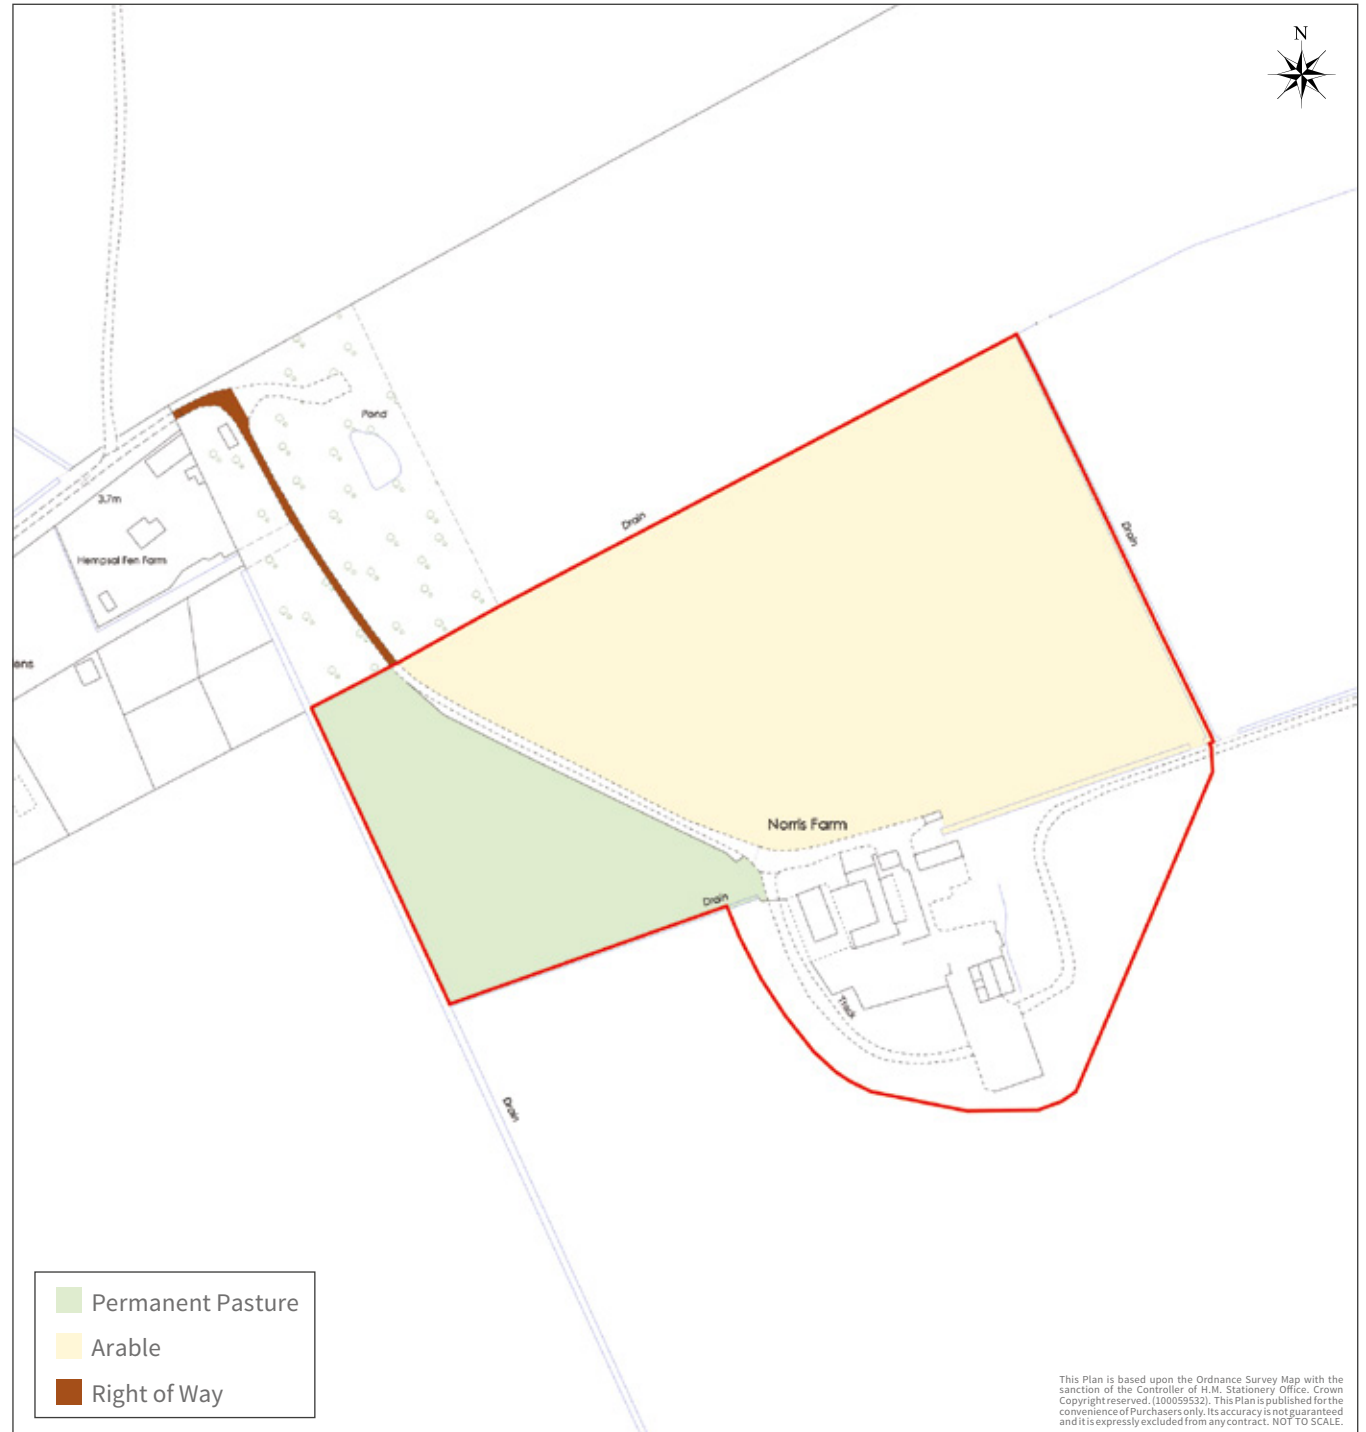 N
Pond
Drain
3.7m
Drain
Hempsal Fen Farm
ens
Norris Farm
Drain
Track
Drain
Permanent Pasture
Arable
Right of Way
This Plan is based upon the Ordnance Survey Map with the
sanction of the Controller of H.M. Stationery Office. Crown
Copyright reserved. (100059532). This Plan is published for the
convenience of Purchasers only. Its accuracy is not guaranteed
and it is expressly excluded from any contract. NOT TO SCALE.